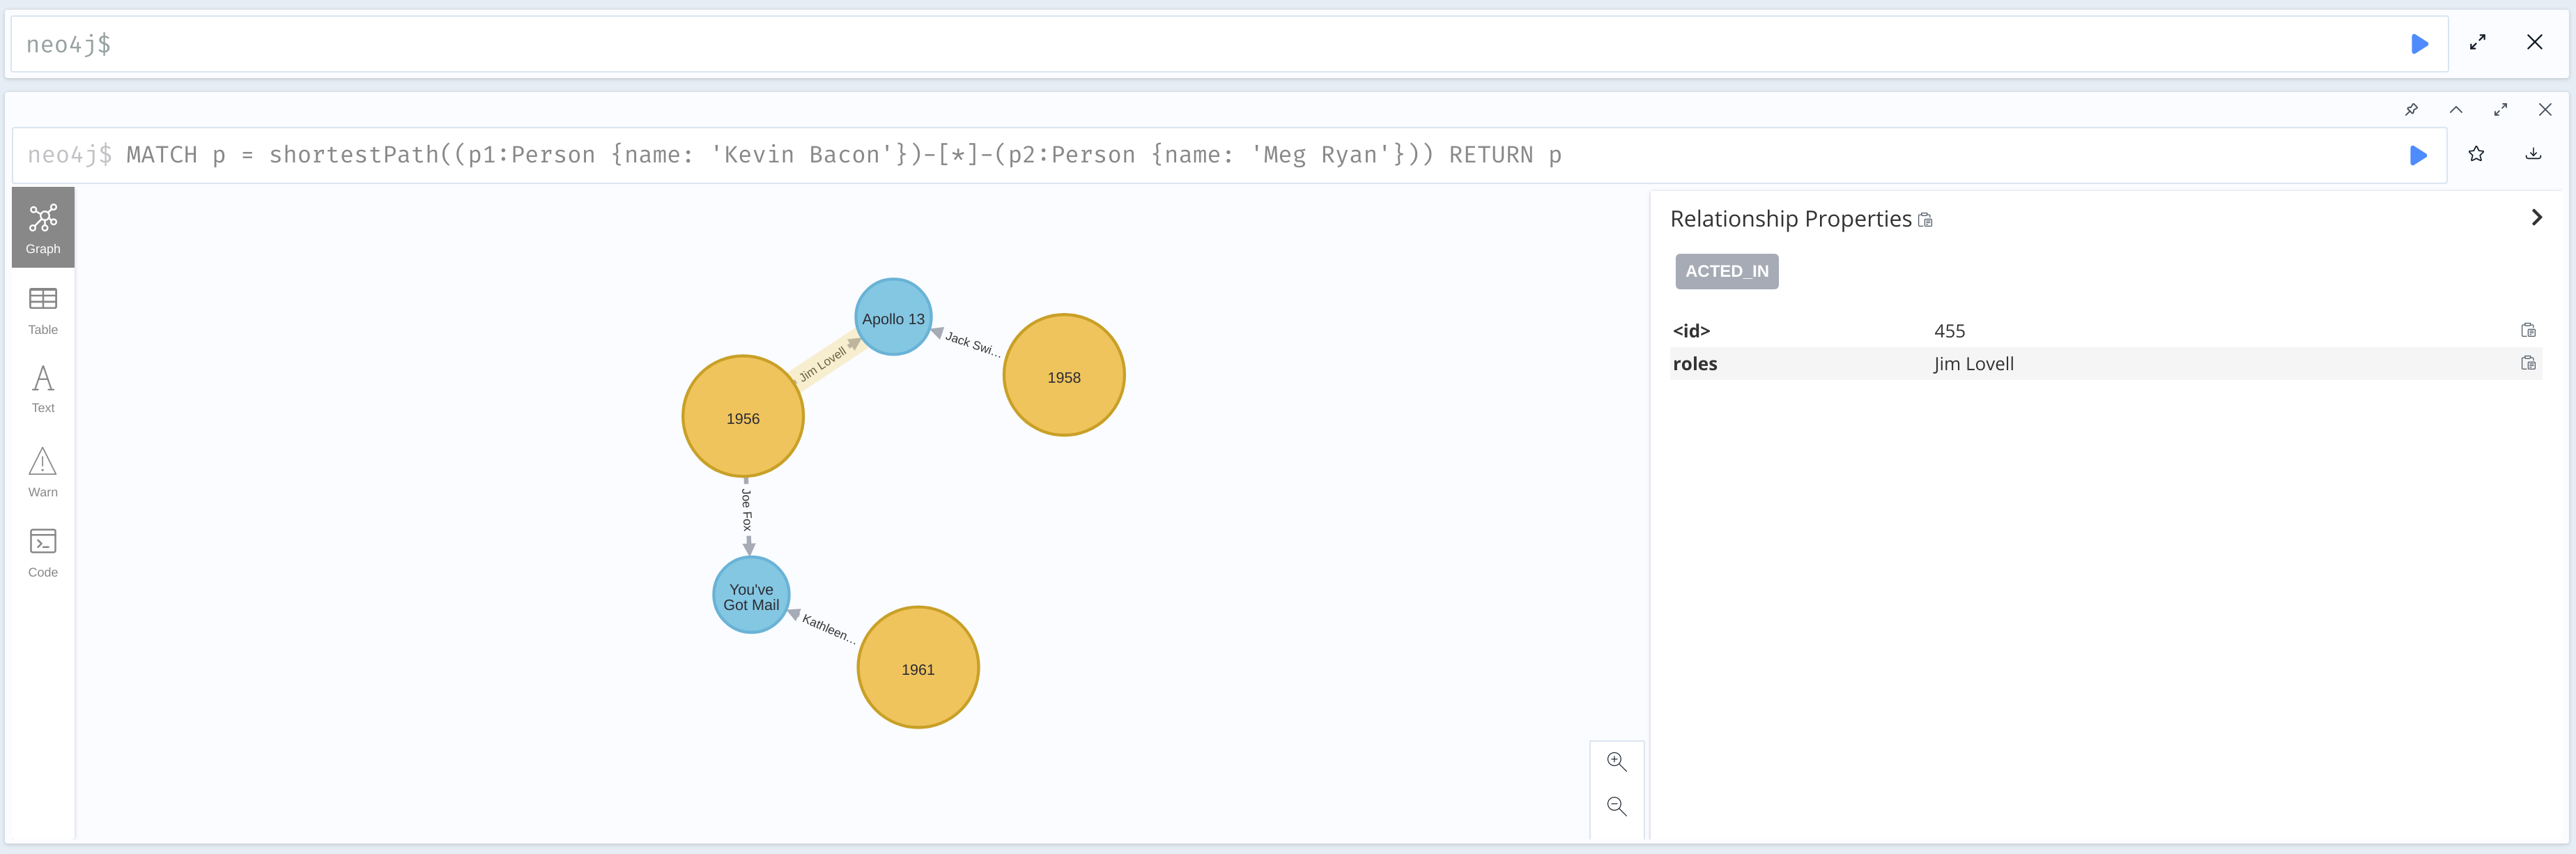 neo4j$
neo4j$ MATCH p = shortestPath((p1:Person {name: 'Kevin Bacon'})-[*]-(p2:Person {name: 'Meg Ryan'})) RETURN p
Graph
Table
Text
Warn
Code
Apollo 13
Jack Swi...
1958
Jim Lovell
1956
Joe Fox
You've
Got Mail
Kathleen...
1961
Relationship Properties
ACTED_IN
<id> 455
roles Jim Lovell